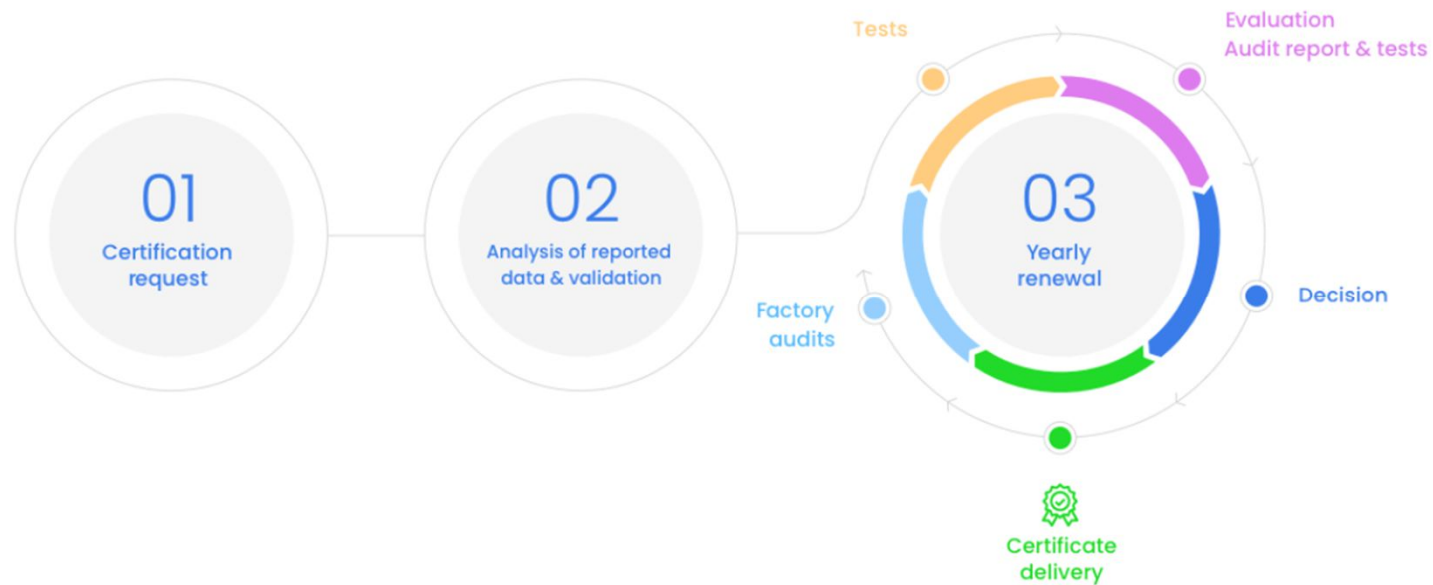 01
Certification
request
02
Analysis of reported
data & validation
Tests
Evaluation
Audit report & tests
03
Yearly
renewal
Decision
Factory
audits
Certificate
delivery